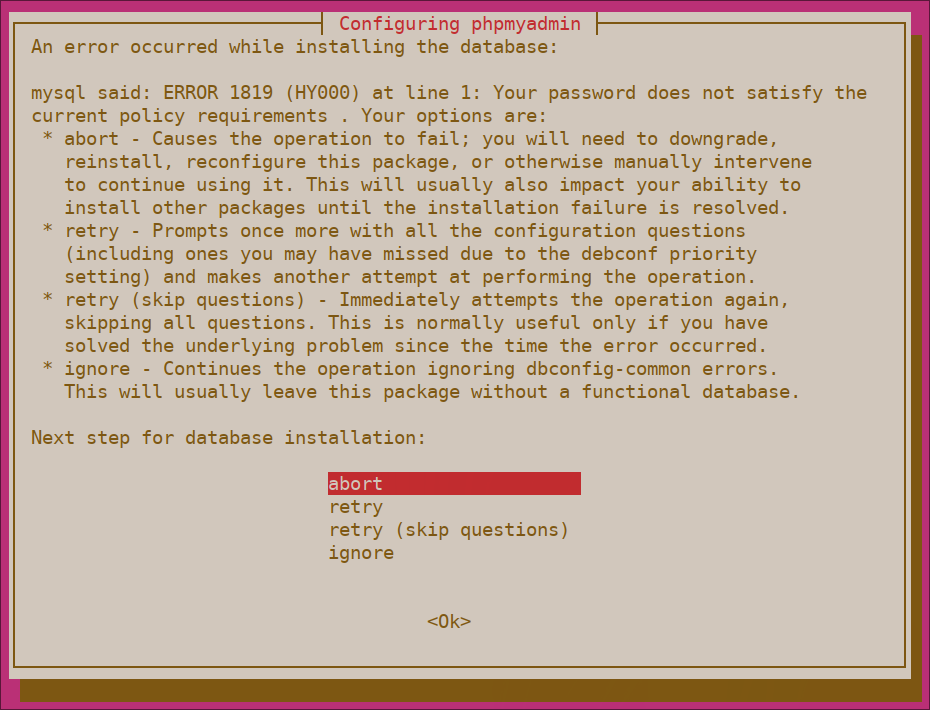 Configuring phpmyadmin
An error occurred while installing the database:
mysql said: ERROR 1819 (HY000) at line 1: Your password does not satisfy the
current policy requirements . Your options are:
* abort - Causes the operation to fail; you will need to downgrade,
reinstall, reconfigure this package, or otherwise manually intervene
to continue using it. This will usually also impact your ability to
install other packages until the installation failure is resolved.
* retry - Prompts once more with all the configuration questions
(including ones you may have missed due to the debconf priority
setting) and makes another attempt at performing the operation.
* retry (skip questions) - Immediately attempts the operation again,
skipping all questions. This is normally useful only if you have
solved the underlying problem since the time the error occurred.
* ignore - Continues the operation ignoring dbconfig-common errors.
This will usually leave this package without a functional database.
Next step for database installation:
abort
retry
retry (skip questions)
ignore
<Ok>